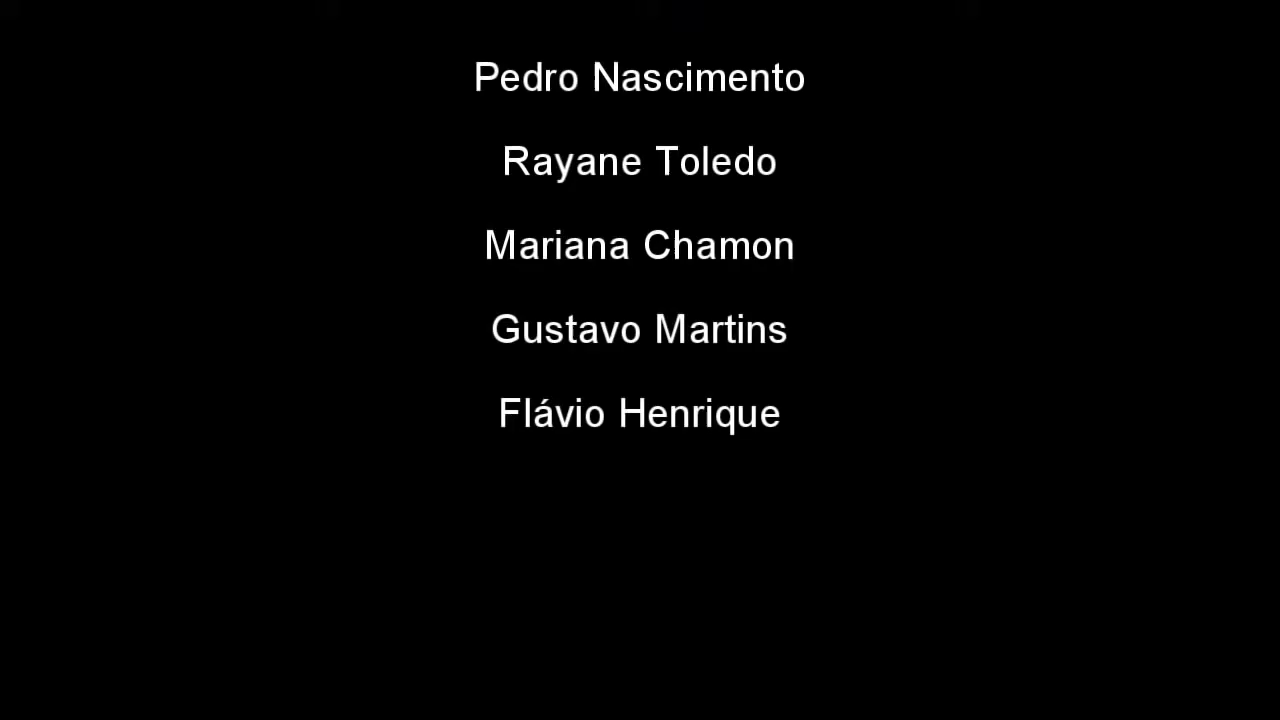 Pedro Nascimento
Rayane Toledo
Mariana Chamon
Gustavo Martins
Flávio Henrique